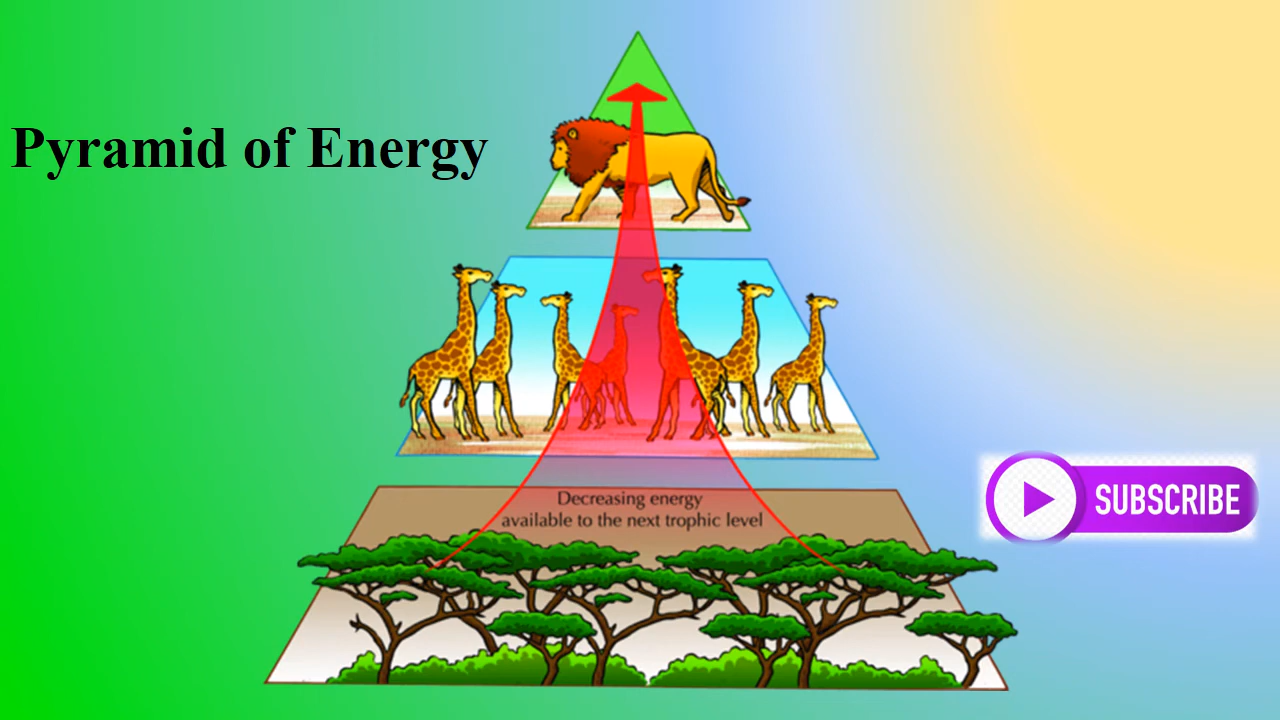 Pyramid of Energy
Decreasing energy
available to the next trophic level
SUBSCRIBE